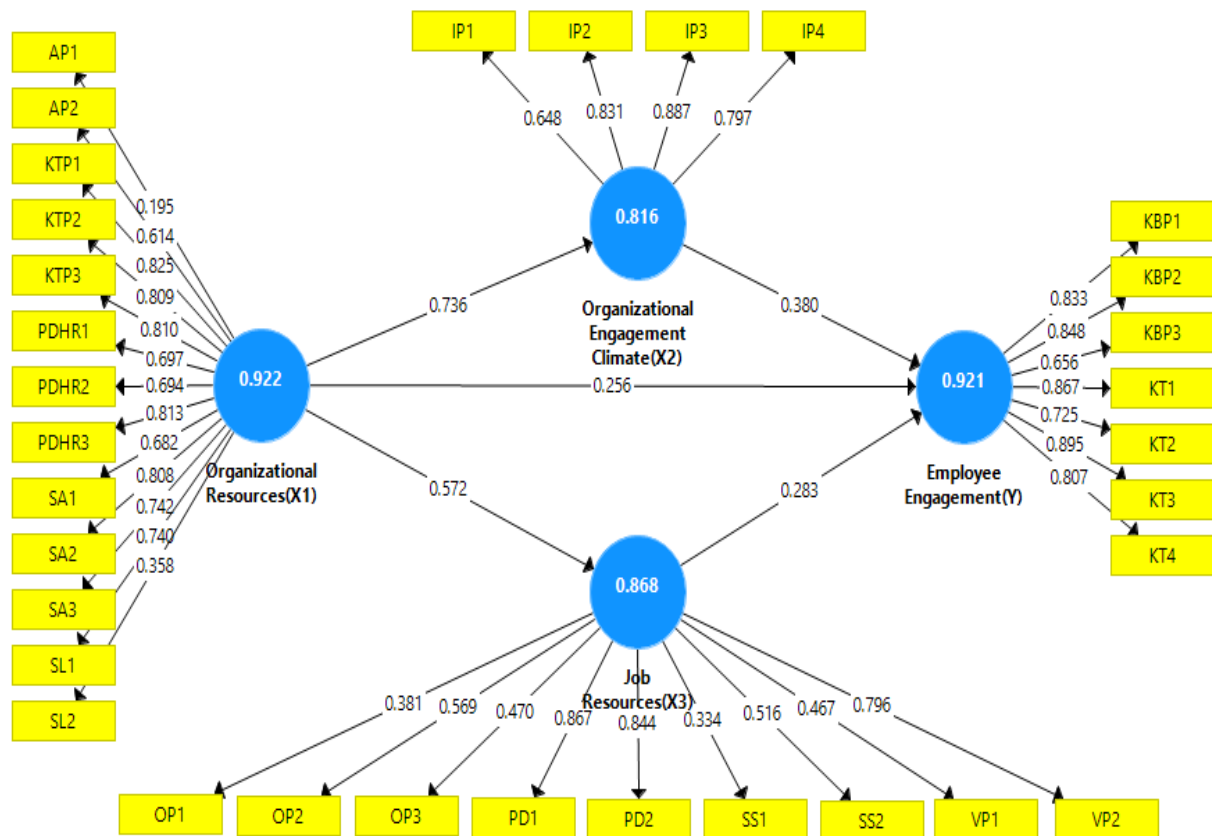 IP1 IP2 IP3 IP4
0.648 0.831 0.887 0.797
AP1
AP2
KTP1
KTP2
KTP3
PDHR1
PDHR2
PDHR3
SA1
SA2
SA3
SL1
SL2
0.195
0.614
0.825
0.809
0.810
0.697
0.694
0.813
0.682
0.808
0.742
0.740
0.358
0.922
Organizational
Resources(X1)
0.736
0.256
0.572
0.816
Organizational
Engagement
Climate(X2)
0.380
0.283
0.868
Job
Resources(X3)
0.921
Employee
Engagement(Y)
0.833
0.848
0.656
0.867
0.725
0.895
0.807
KBP1
KBP2
KBP3
KT1
KT2
KT3
KT4
0.381 0.569 0.470 0.867 0.844 0.334 0.516 0.467 0.796
OP1 OP2 OP3 PD1 PD2 SS1 SS2 VP1 VP2